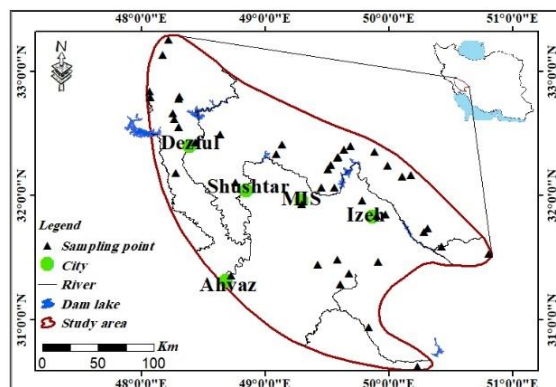 48°0'0"E 49°0'0"E 50°0'0"E 51°0'0"E
33°0'0"N 33°0'0"N
N
Dezful
32°0'0"N 32°0'0"N
Shushtar
MIS
Izeh
Legend
Sampling point
City
River
Dam lake
Study area
Ahvaz
31°0'0"N 31°0'0"N
0 50 100
Km
48°0'0"E 49°0'0"E 50°0'0"E 51°0'0"E